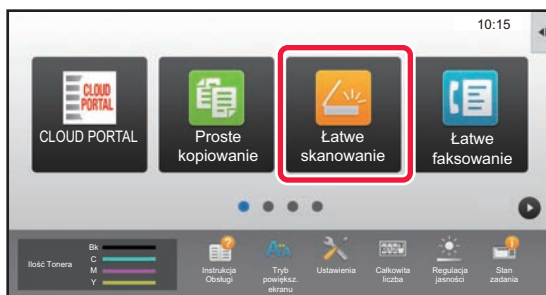 10:15
CLOUD
PORTAL
CLOUD PORTAL
Proste
kopiowanie
Łatwe
skanowanie
Łatwe
faksowanie
Ilość Tonera
Bk
C
M
Y
Instrukcja
Obsługi
Tryb
powiększ.
ekranu
Ustawienia
Całkowita
liczba
Regulacja
jasności
Stan
zadania